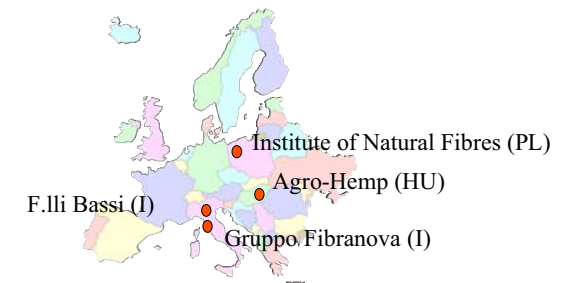 Institute of Natural Fibres (PL)
Agro-Hemp (HU)
F.lli Bassi (I)
Gruppo Fibranova (I)